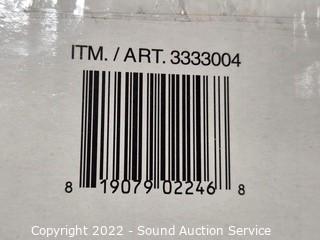 ITM. / ART. 3333004
8 19079 02246 8
Copyright 2022 - Sound Auction Service